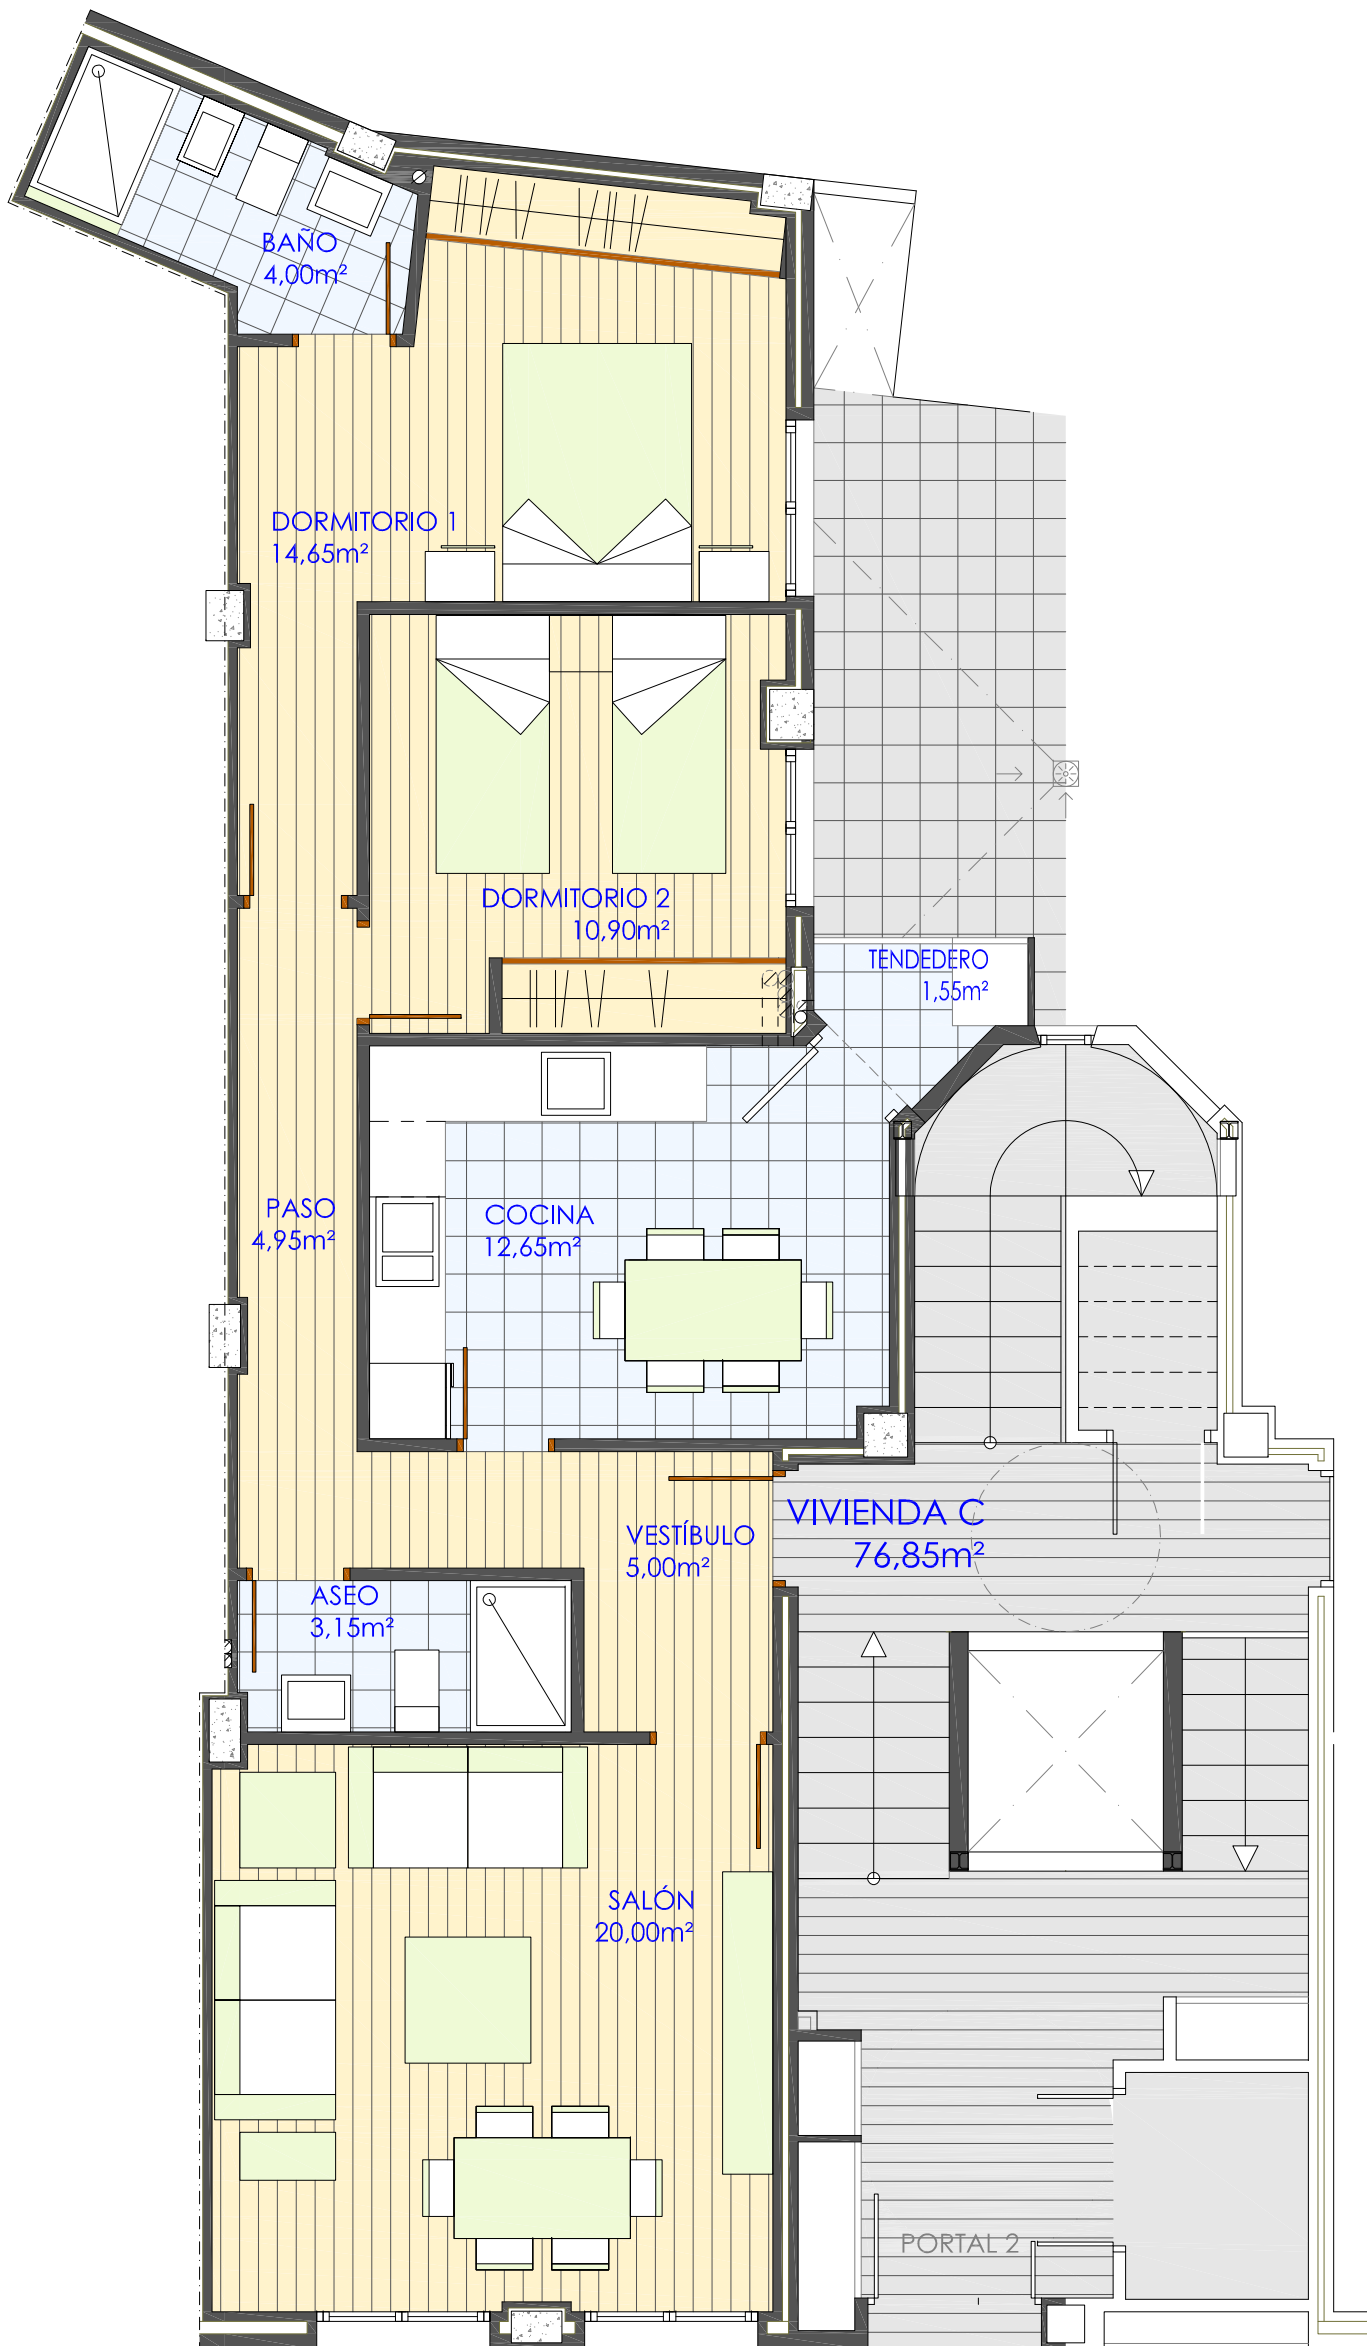 BAÑO
4,00m²
DORMITORIO 1
14,65m²
DORMITORIO 2
10,90m²
TENDEDERO
1,55m²
PASO
4,95m²
COCINA
12,65m²
VIVIENDA C
76,85m²
VESTÍBULO
5,00m²
ASEO
3,15m²
SALÓN
20,00m²
PORTAL 2